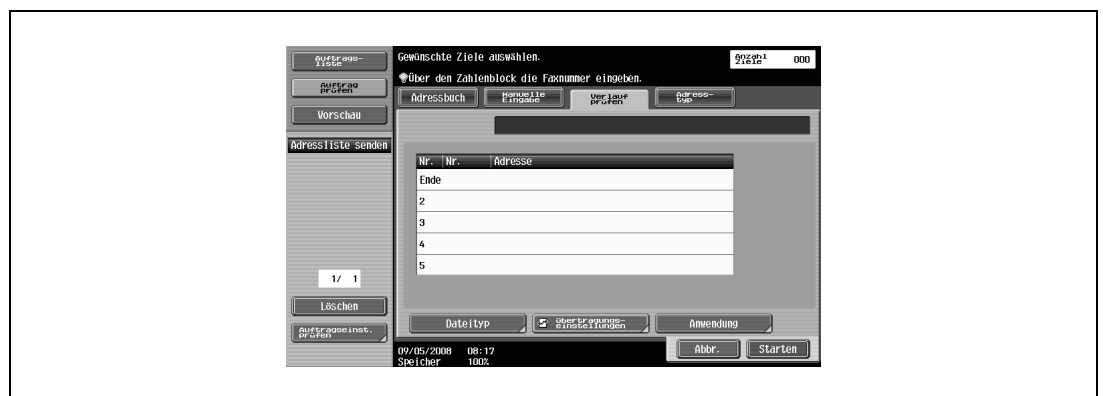 Auftrags-
liste
Auftrag
prüfen
Vorschau
Adressliste senden
1/ 1
Löschen
Auftragseinst.
prüfen
Gewünschte Ziele auswählen.
Anzahl
Ziele 000
Über den Zahlenblock die Faxnummer eingeben.
Adressbuch
Manuelle
Eingabe
Verlauf
prüfen
Adress-
typ
Nr. Nr. Adresse
Ende
2
3
4
5
Dateityp
Übertragungs-
einstellungen
Anwendung
09/05/2008 08:17
Speicher 100%
Abbr.
Starten